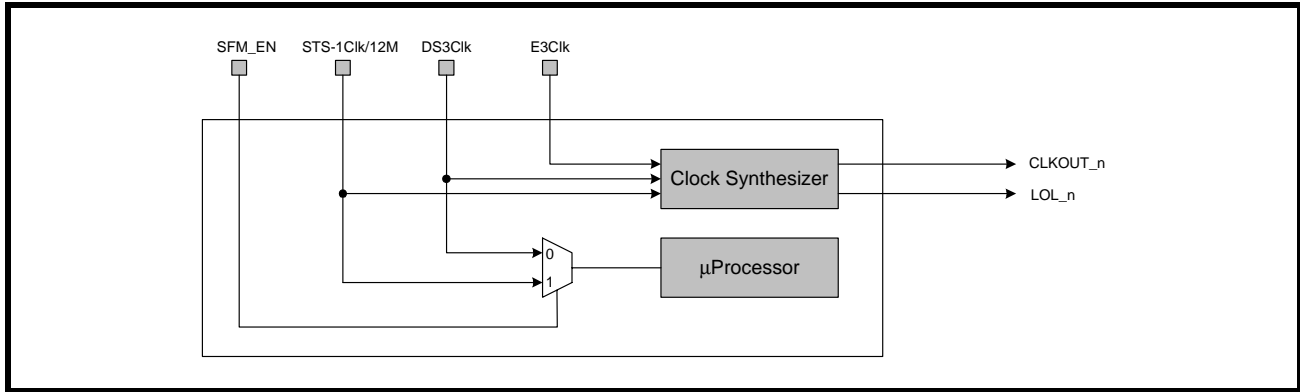 SFM_EN STS-1Clk/12M DS3Clk E3Clk
Clock Synthesizer
CLKOUT_n
LOL_n
0
1
μProcessor